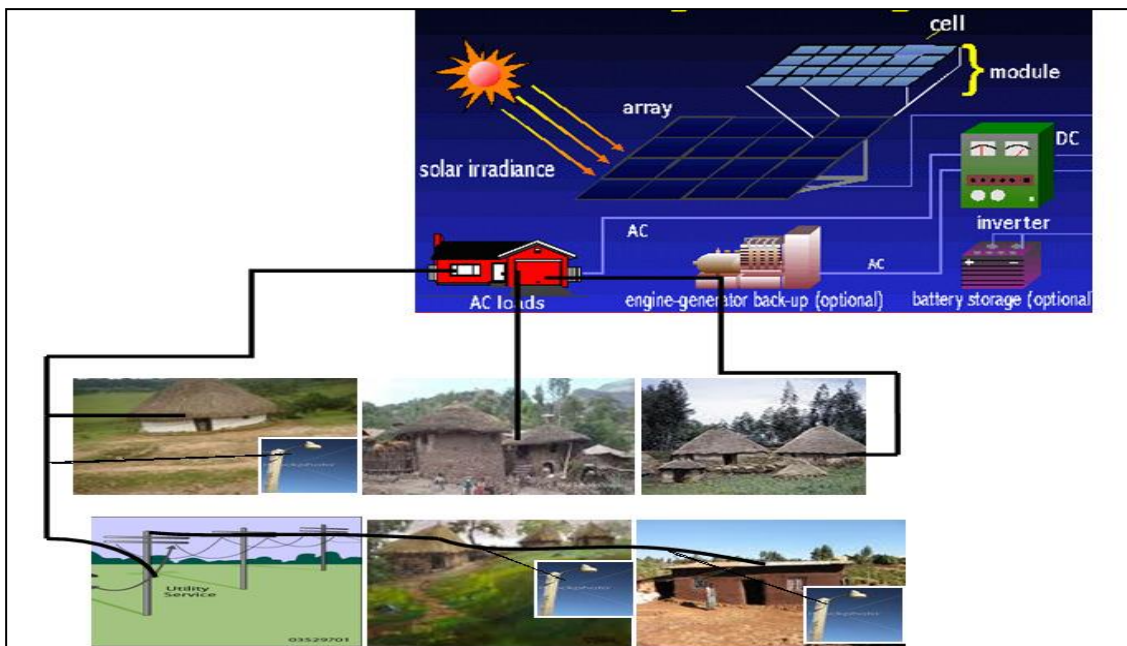 cell
module
array
solar irradiance
DC
inverter
AC
AC
AC loads
engine-generator back-up (optional)
battery storage (optional)
+ –
Utility
Service
03529701